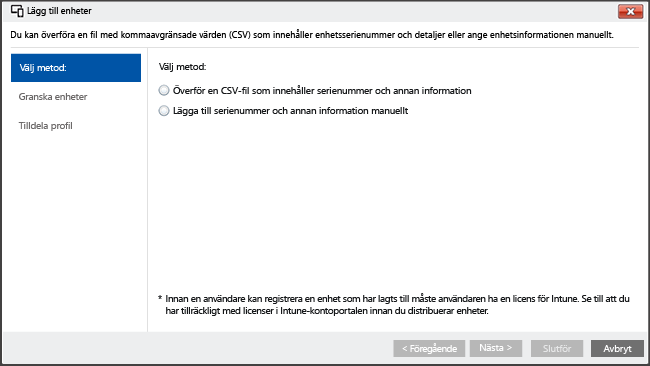 Lägg till enheter
Du kan överföra en fil med kommaavgränsade värden (CSV) som innehåller enhetsserienummer och detaljer eller ange enhetsinformationen manuellt.
Välj metod:
Granska enheter
Tilldela profil
Välj metod:
Överför en CSV-fil som innehåller serienummer och annan information
Lägga till serienummer och annan information manuellt
* Innan en användare kan registrera en enhet som har lagts till måste användaren ha en licens för Intune. Se till att du
har tillräckligt med licenser i Intune-kontoportalen innan du distribuerar enheter.
< Föregående
Nästa >
Slutför
Avbryt